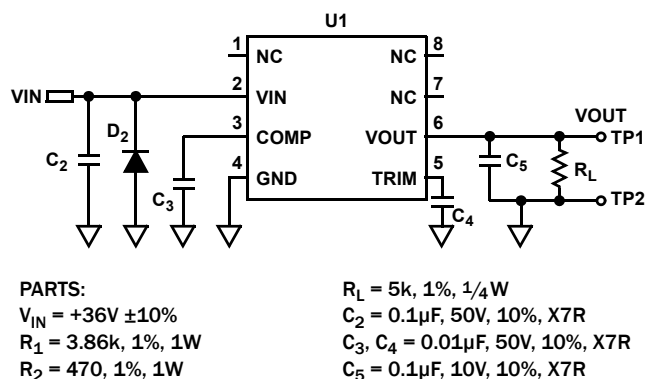 U1
1 NC NC 8
VIN 2 VIN NC 7
D2 3 COMP VOUT 6 VOUT TP1
C2 C3 4 GND TRIM 5 C4 C5 RL TP2
PARTS:
VIN = +36V ±10%
R1 = 3.86k, 1%, 1W
R2 = 470, 1%, 1W
RL = 5k, 1%, 1/4W
C2 = 0.1µF, 50V, 10%, X7R
C3, C4 = 0.01µF, 50V, 10%, X7R
C5 = 0.1µF, 10V, 10%, X7R